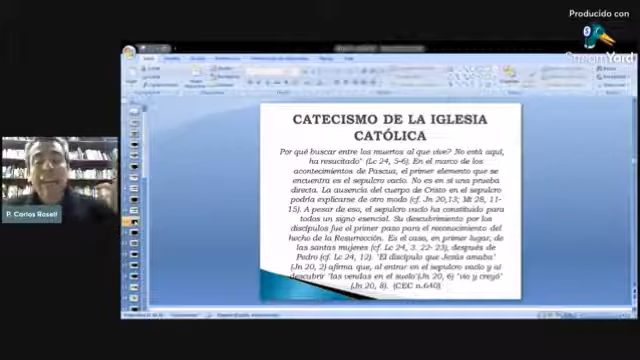 Producido con
StreamYard
CATECISMO DE LA IGLESIA
CATÓLICA
Por qué buscar entre los muertos al que vive? No está aquí,
ha resucitado" (Lc 24, 5-6). En el marco de los
acontecimientos de Pascua, el primer elemento que se
encuentra es el sepulcro vacío. No es en sí una prueba
directa. La ausencia del cuerpo de Cristo en el sepulcro
podría explicarse de otro modo (cf. Jn 20,13; Mt 28, 11-
15). A pesar de eso, el sepulcro vacío ha constituido para
todos un signo esencial. Su descubrimiento por los
discípulos fue el primer paso para el reconocimiento del
hecho de la Resurrección. Es el caso, en primer lugar, de
las santas mujeres (cf. Lc 24, 3. 22- 23), después de
Pedro (cf. Lc 24, 12). "El discípulo que Jesús amaba"
(Jn 20, 2) afirma que, al entrar en el sepulcro vacío y al
descubrir "las vendas en el suelo"(Jn 20, 6) "vio y creyó"
(Jn 20, 8). (CEC n.640)
P. Carlos Rosell